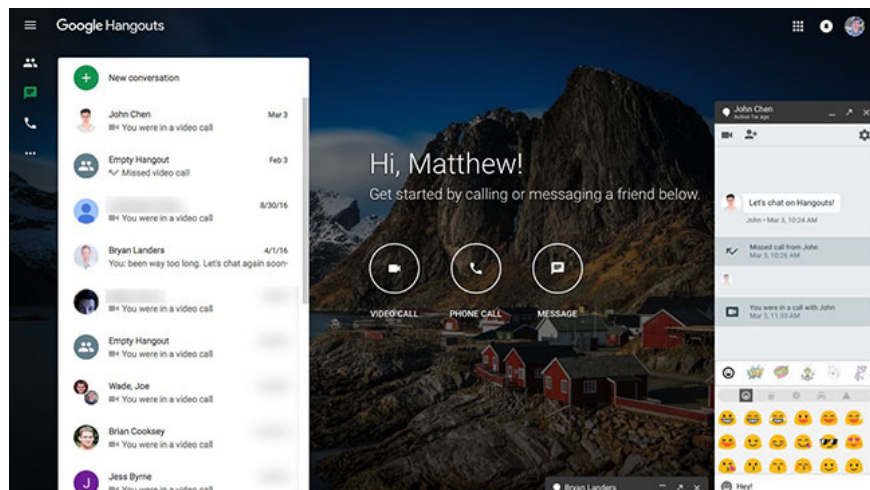 Google Hangouts
New conversation
John Chen Mar 3
You were in a video call
Empty Hangout Feb 3
Missed video call
8/30/16
You were in a video call
Bryan Landers 4/1/16
You: been way too long. Let's chat again soon
You were in a video call
Empty Hangout
You were in a video call
Wade, Joe
You were in a video call
Brian Cooksey
You were in a video call
J Jess Byrne
You were in a video call
Hi, Matthew!
Get started by calling or messaging a friend below.
VIDEO CALL PHONE CALL MESSAGE
John Chen
Active 1w ago
Let's chat on Hangouts!
John • Mar 3, 10:24 AM
Missed call from John
Mar 3, 10:26 AM
You were in a call with John
Mar 3, 11:33 AM
Hey!
Bryan Landers